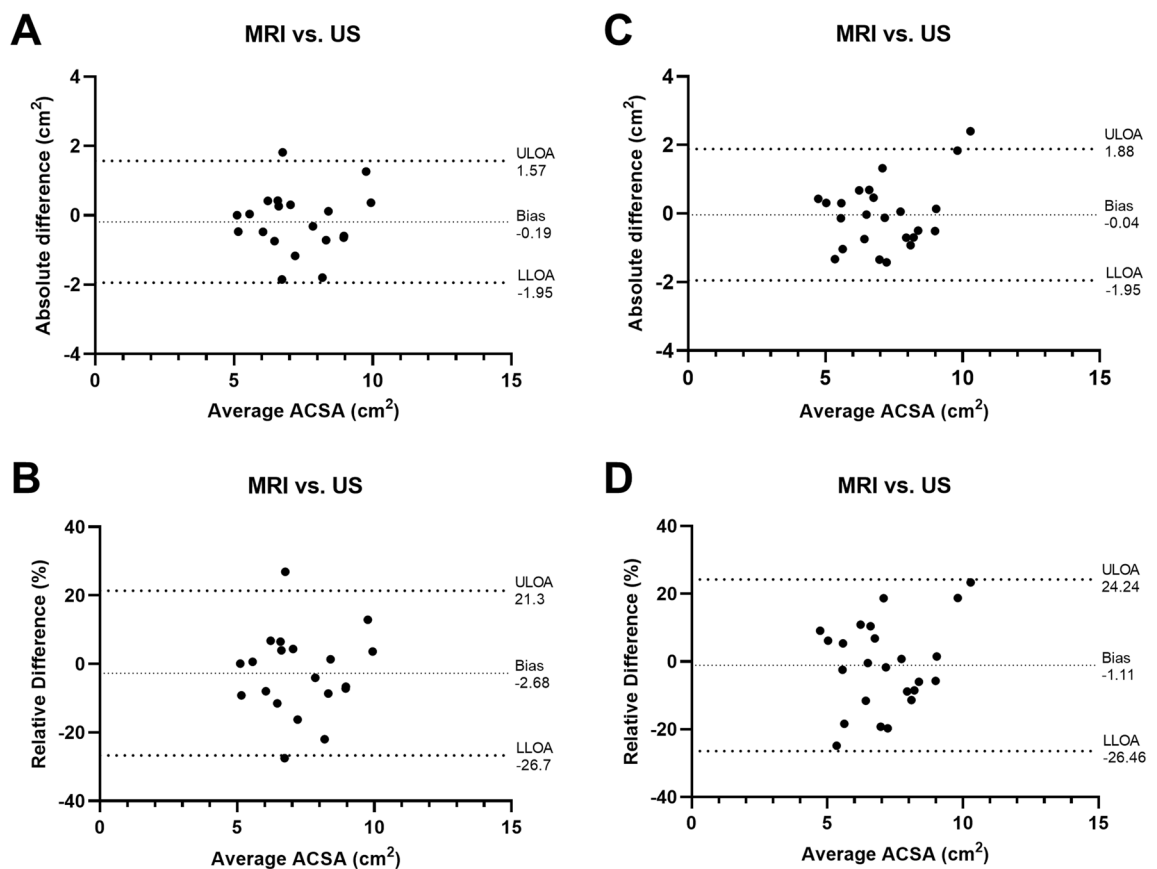 A
MRI vs. US
Absolute difference (cm²)
4
2
0
-2
-4
ULOA
1.57
Bias
-0.19
LLOA
-1.95
0 5 10 15
Average ACSA (cm²)
C
MRI vs. US
Absolute difference (cm²)
4
2
0
-2
-4
ULOA
1.88
Bias
-0.04
LLOA
-1.95
0 5 10 15
Average ACSA (cm²)
B
MRI vs. US
Relative Difference (%)
40
20
0
-20
-40
ULOA
21.3
Bias
-2.68
LLOA
-26.7
0 5 10 15
Average ACSA (cm²)
D
MRI vs. US
Relative Difference (%)
40
20
0
-20
-40
ULOA
24.24
Bias
-1.11
LLOA
-26.46
0 5 10 15
Average ACSA (cm²)